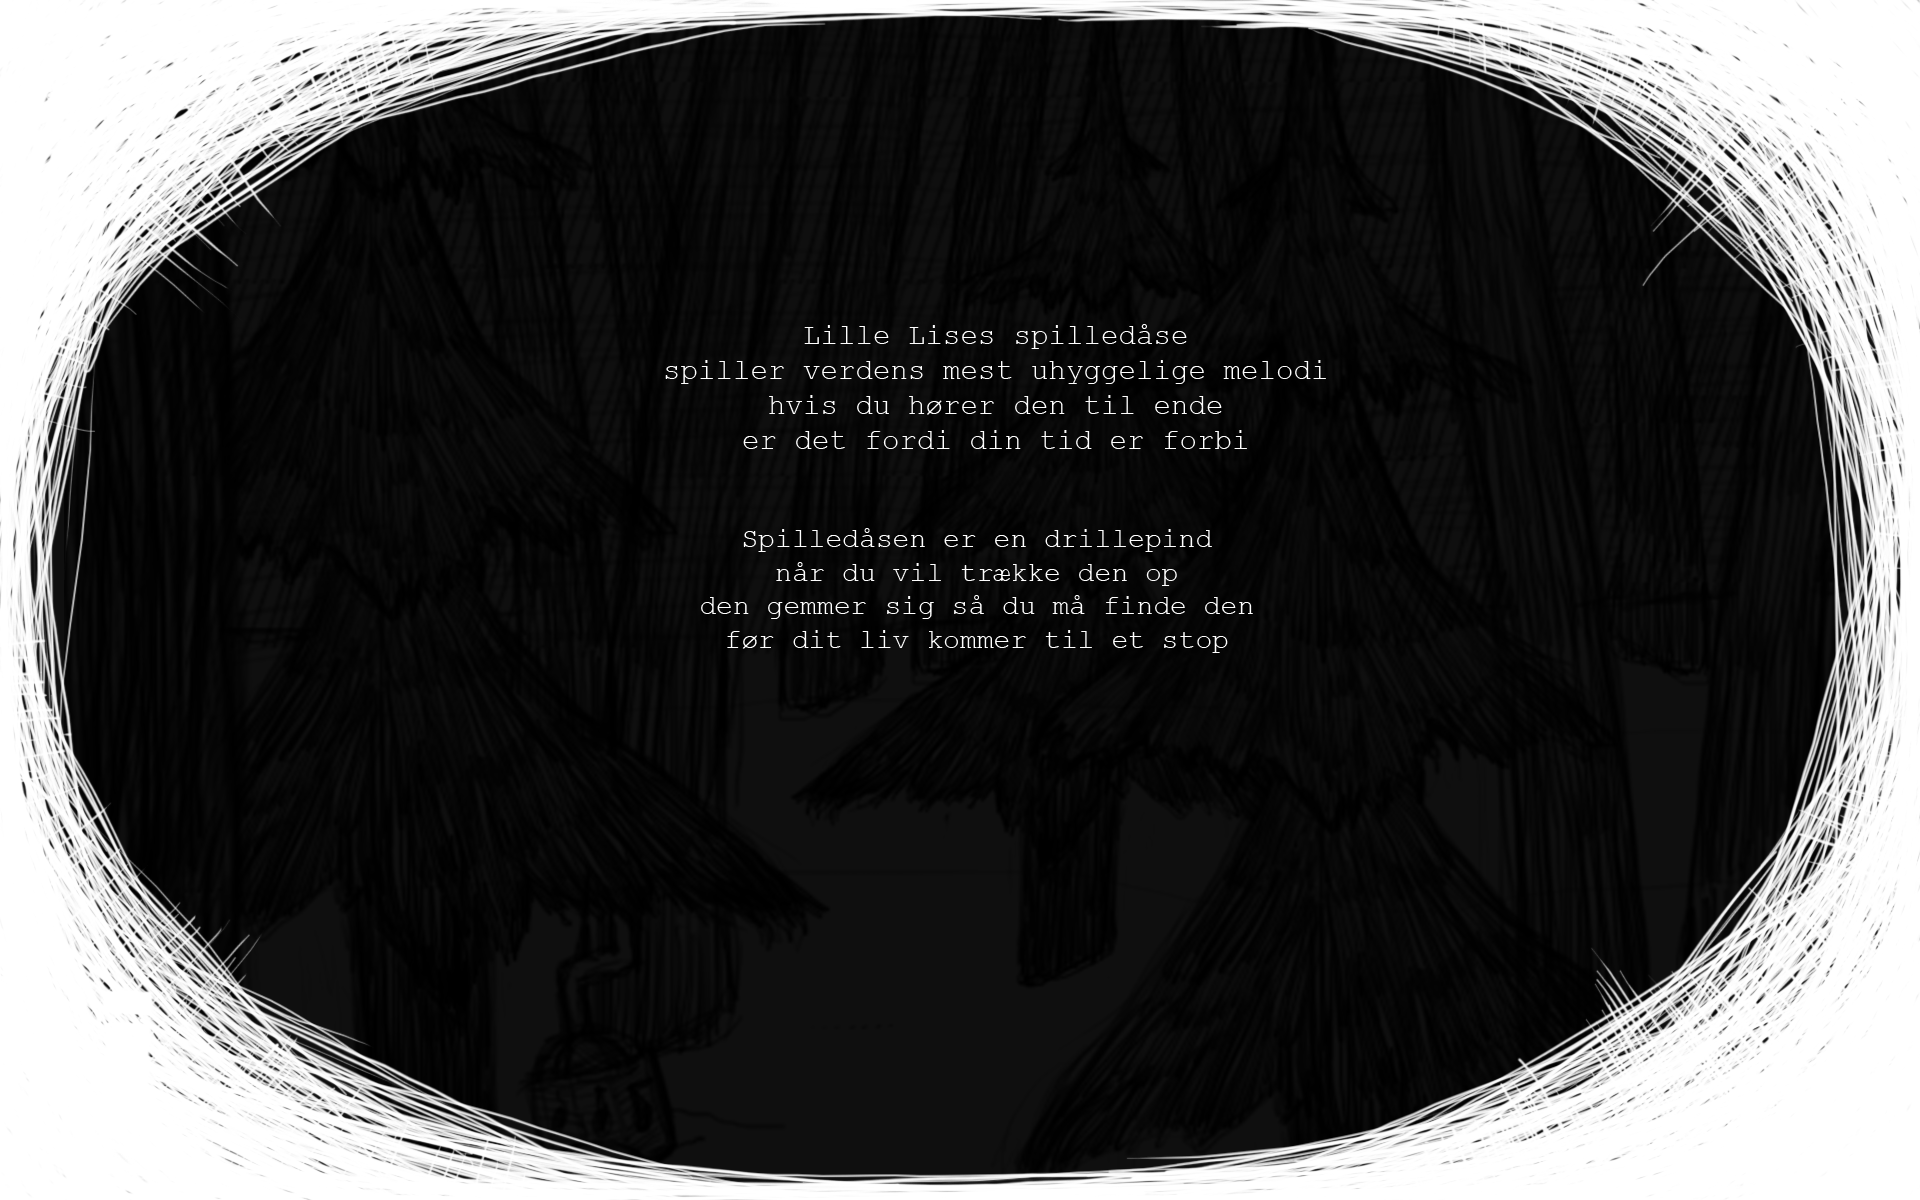 Lille Lises spilledåse
spiller verdens mest uhyggelige melodi
hvis du hører den til ende
er det fordi din tid er forbi
Spilledåsen er en drillepind
når du vil trække den op
den gemmer sig så du må finde den
før dit liv kommer til et stop